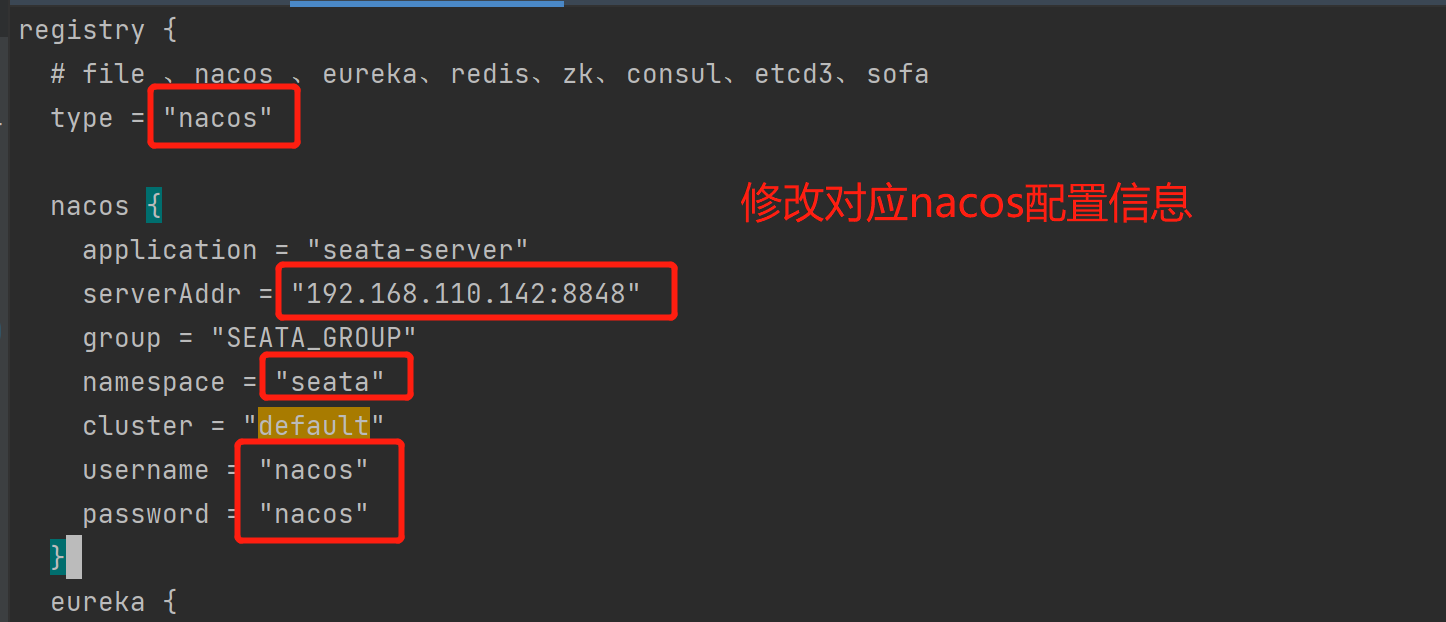 registry {
# file 、nacos 、eureka、redis、zk、consul、etcd3、sofa
type = "nacos"
修改对应nacos配置信息
nacos {
application = "seata-server"
serverAddr = "192.168.110.142:8848"
group = "SEATA_GROUP"
namespace = "seata"
cluster = "default"
username = "nacos"
password = "nacos"
}
eureka {